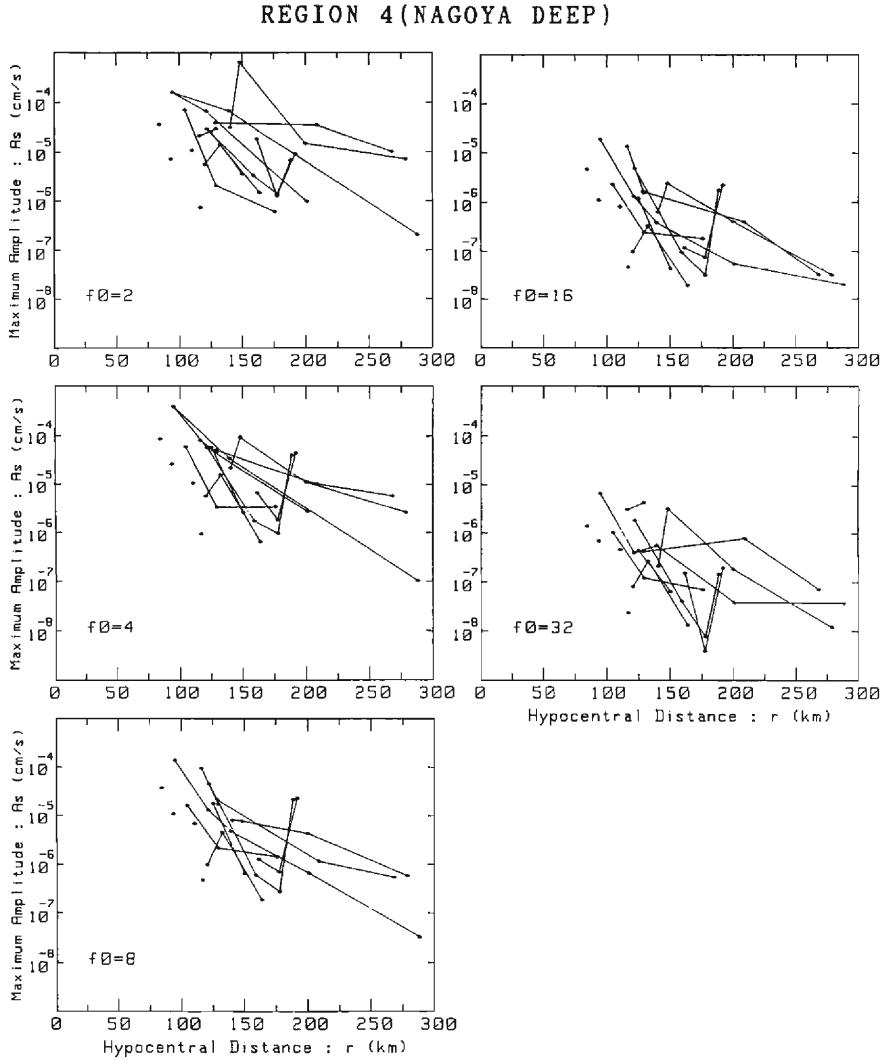 REGION 4(NAGOYA DEEP)
Maximum Amplitude : As (cm/s)
10^-4
10^-5
10^-6
10^-7
10^-8
f0=2
0 50 100 150 200 250 300
10^-4
10^-5
10^-6
10^-7
10^-8
f0=16
0 50 100 150 200 250 300
Maximum Amplitude : As (cm/s)
10^-4
10^-5
10^-6
10^-7
10^-8
f0=4
0 50 100 150 200 250 300
10^-4
10^-5
10^-6
10^-7
10^-8
f0=32
0 50 100 150 200 250 300
Hypocentral Distance : r (km)
Maximum Amplitude : As (cm/s)
10^-4
10^-5
10^-6
10^-7
10^-8
f0=8
0 50 100 150 200 250 300
Hypocentral Distance : r (km)